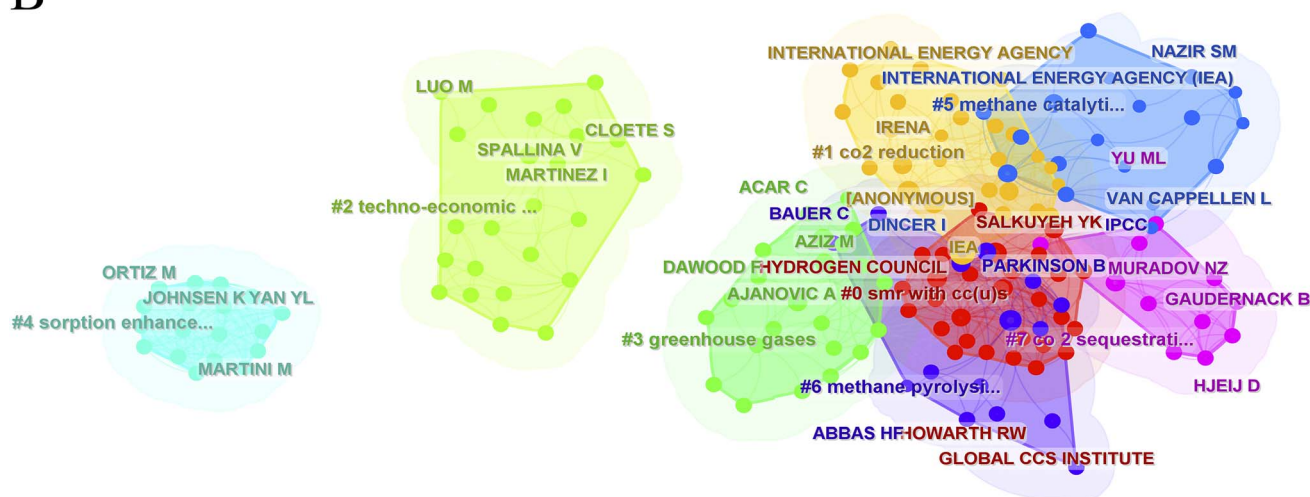 B
INTERNATIONAL ENERGY AGENCY
NAZIR SM
INTERNATIONAL ENERGY AGENCY (IEA)
LUO M
#5 methane catalyti...
CLOETE S
IRENA
SPALLINA V
#1 co2 reduction
YU ML
MARTINEZ I
ACAR C
[ANONYMOUS]
VAN CAPPELLEN L
#2 techno-economic ...
BAUER C
DINCER I
SALKUYEH YK
IPCC
AZIZ M
IEA
ORTIZ M
DAWOOD F
HYDROGEN COUNCIL
PARKINSON B
MURADOV NZ
JOHNSEN K
YAN YL
AJANOVIC A
#0 smr with cc(u)s
GAUDERNACK B
#4 sorption enhance...
#3 greenhouse gases
#7 co 2 sequestrati...
MARTINI M
#6 methane pyrolysi...
HJEIJ D
ABBAS HF
HOWARTH RW
GLOBAL CCS INSTITUTE